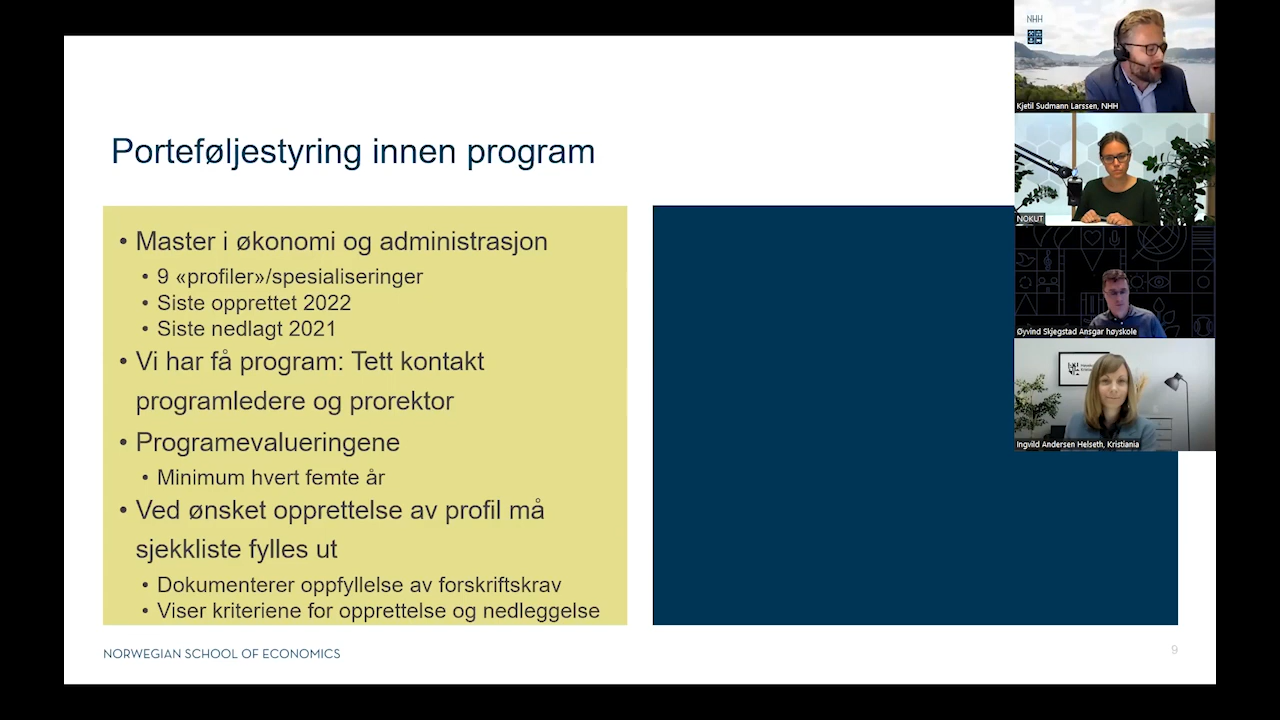 Porteføljestyring innen program
• Master i økonomi og administrasjon
• 9 «profiler»/spesialiseringer
• Siste opprettet 2022
• Siste nedlagt 2021
• Vi har få program: Tett kontakt
programledere og prorektor
• Programevalueringene
• Minimum hvert femte år
• Ved ønsket opprettelse av profil må
sjekkliste fylles ut
• Dokumenterer oppfyllelse av forskriftskrav
• Viser kriteriene for opprettelse og nedleggelse
NORWEGIAN SCHOOL OF ECONOMICS
9
NHH
Kjetil Sudmann Larssen, NHH
NOKUT
Øyvind Skjegstad Ansgar høyskole
Ingvild Andersen Helseth, Kristiania